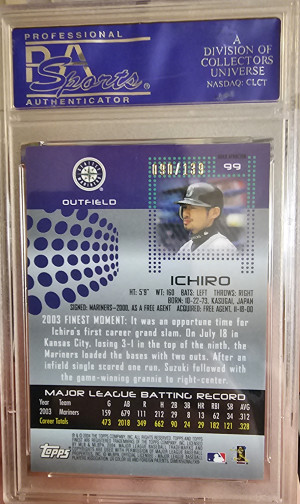 PROFESSIONAL
PSA
Sports
AUTHENTICATOR
A
DIVISION OF
COLLECTORS
UNIVERSE
NASDAQ: CLCT
99
090/139
OUTFIELD
ICHIRO
HT: 5'9" WT: 160 BATS: LEFT THROWS: RIGHT
BORN: 10-22-73, KASUGAI, JAPAN
SIGNED: MARINERS-2000, AS FREE AGENT ACQUIRED: FREE AGENT, 11-18-00
2003 FINEST MOMENT: It was an opportune time for
Ichiro's first career grand slam. On July 18 in
Kansas City, losing 3-1 in the top of the ninth, the
Mariners loaded the bases with two outs. After an
infield single scored one run, Suzuki followed with
the game-winning grannie to right-center.
MAJOR LEAGUE BATTING RECORD
Year Team G AB R H 2B 3B HR RBI SB AVG
2003 Mariners 159 679 111 212 29 8 13 62 34 .312
Career Totals 473 2018 349 662 90 24 29 182 121 .328
Topps